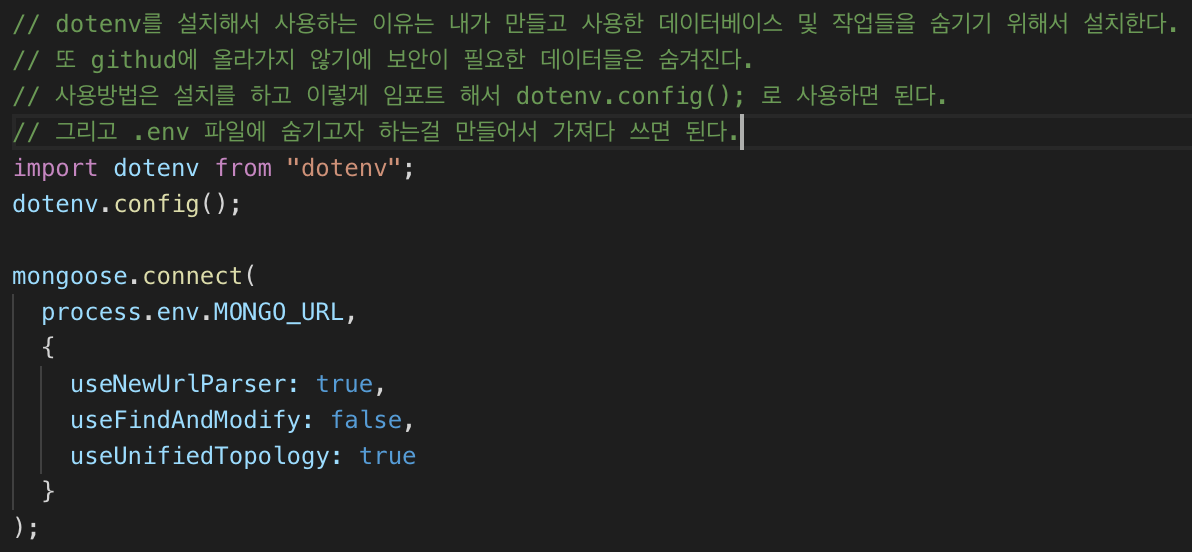 // dotenv를 설치해서 사용하는 이유는 내가 만들고 사용한 데이터베이스 및 작업들을 숨기기 위해서 설치한다.
// 또 githud에 올라가지 않기에 보안이 필요한 데이터들은 숨겨진다.
// 사용방법은 설치를 하고 이렇게 임포트 해서 dotenv.config(); 로 사용하면 된다.
// 그리고 .env 파일에 숨기고자 하는걸 만들어서 가져다 쓰면 된다.
import dotenv from "dotenv";
dotenv.config();
mongoose.connect(
  process.env.MONGO_URL,
  {
    useNewUrlParser: true,
    useFindAndModify: false,
    useUnifiedTopology: true
  }
);